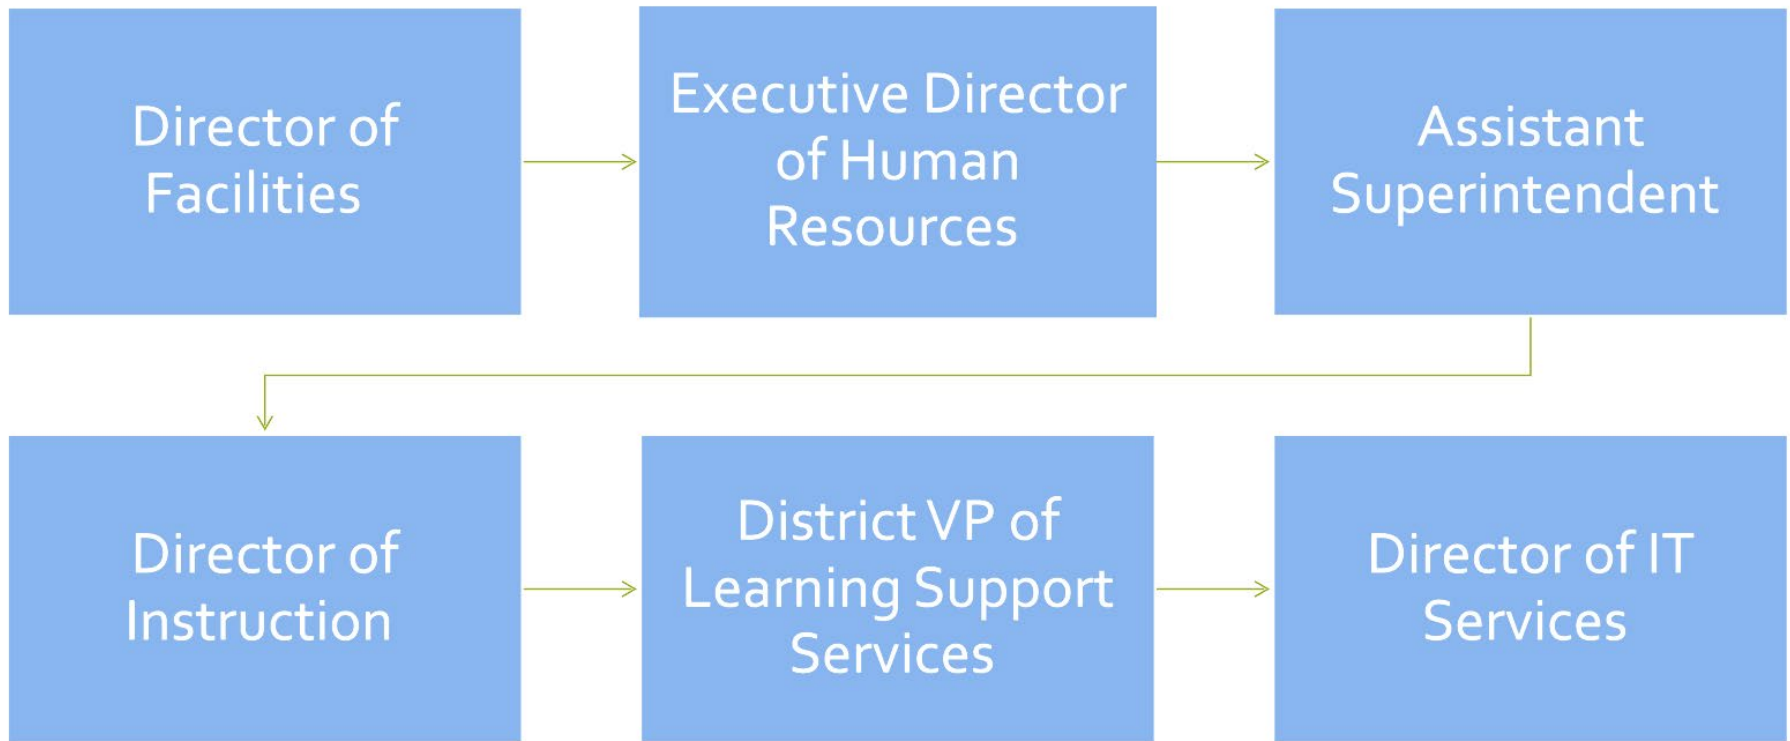 Director of
Facilities
Executive Director
of Human
Resources
Assistant
Superintendent
Director of
Instruction
District VP of
Learning Support
Services
Director of IT
Services